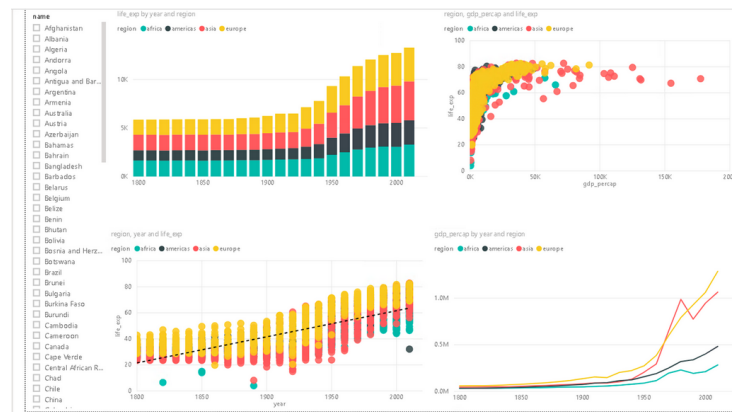 name
Afghanistan
Albania
Algeria
Andorra
Angola
Antigua and Bar...
Argentina
Armenia
Australia
Austria
Azerbaijan
Bahamas
Bahrain
Bangladesh
Barbados
Belarus
Belgium
Belize
Benin
Bhutan
Bolivia
Bosnia and Herz...
Botswana
Brazil
Brunei
Bulgaria
Burkina Faso
Burundi
Cambodia
Cameroon
Canada
Cape Verde
Central African R...
Chad
Chile
China
life_exp by year and region
region africa americas asia europe
10K
5K
0K
1800 1850 1900 1950 2000
region, gdp_percap and life_exp
region africa americas asia europe
100
80
60
40
20
0
life_exp
0K 50K 100K 150K
gdp_percap
region, year and life_exp
region africa americas asia europe
100
80
60
40
20
0
life_exp
1800 1850 1900 1950 2000
year
gdp_percap by year and region
region africa americas asia europe
1.0M
0.5M
0.0M
1800 1850 1900 1950 2000